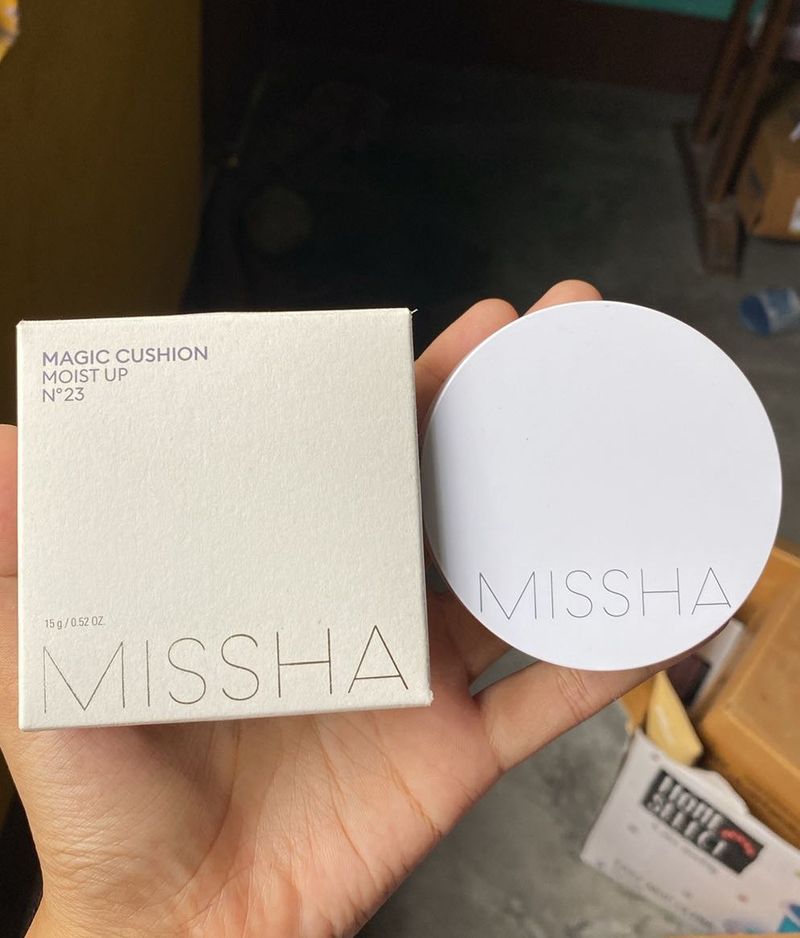 MAGIC CUSHION
MOIST UP
N°23
15 g / 0.52 OZ.
MISSHA
MISSHA
HOME
SELECT